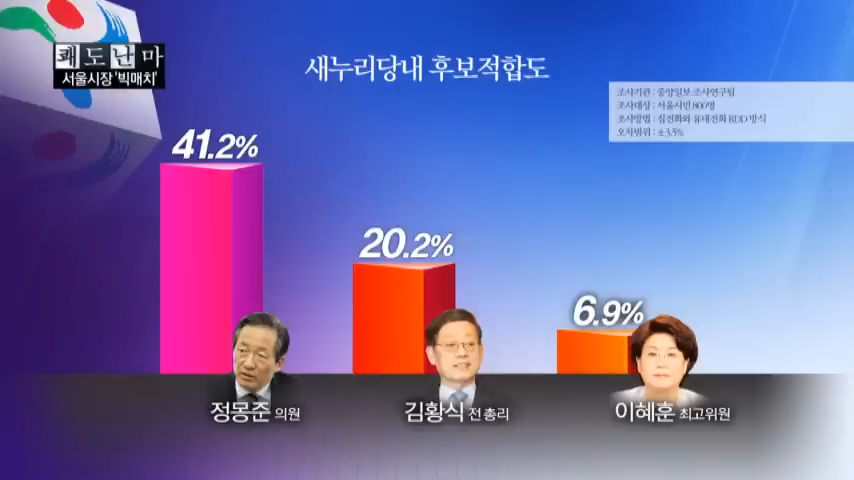 쾌도난마
서울시장 '빅매치'
새누리당내 후보적합도
조사기관 : 중앙일보 조사연구팀
조사대상 : 서울시민 800명
조사방법 : 집전화와 휴대전화 RDD 방식
오차범위 : ±3.5%
41.2%
20.2%
6.9%
정몽준 의원
김황식 전 총리
이혜훈 최고위원